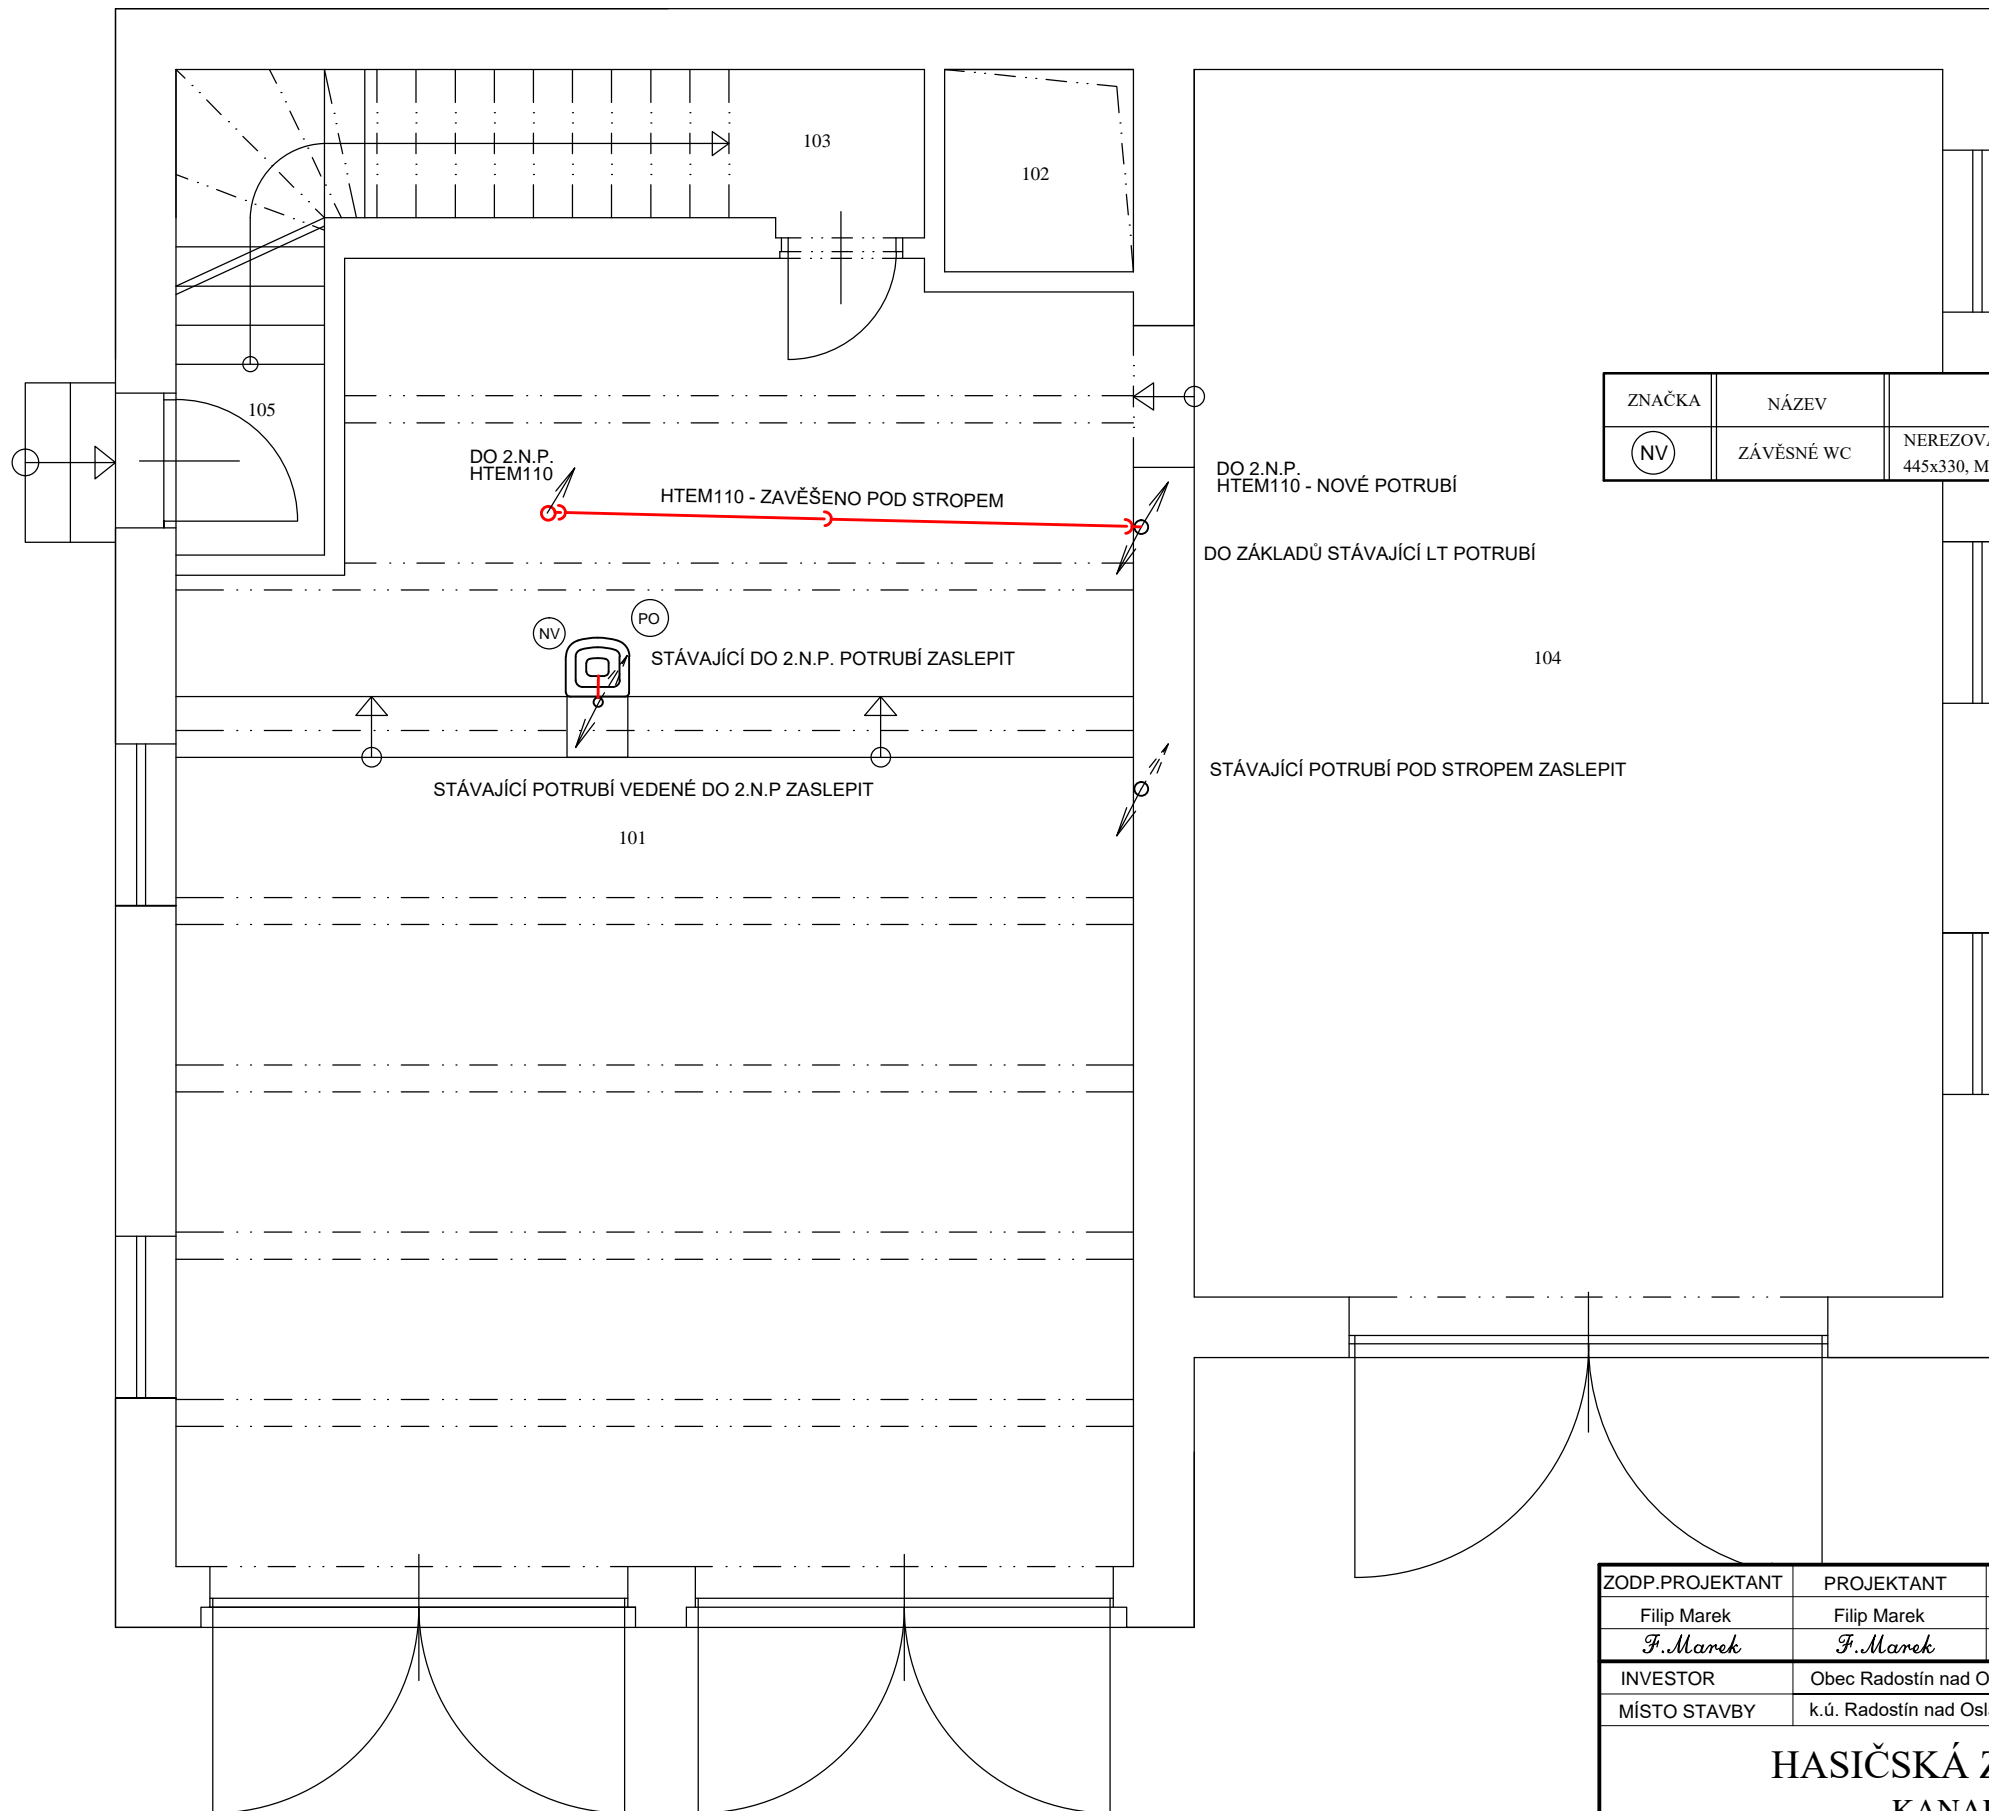 103
102
105
ZNAČKA
NÁZEV
NV
ZÁVĚSNÉ WC
NEREZOVÁ
445x330, M
DO 2.N.P.
HTEM110
HTEM110 - ZAVĚŠENO POD STROPEM
DO 2.N.P.
HTEM110 - NOVÉ POTRUBÍ
DO ZÁKLADŮ STÁVAJÍCÍ LT POTRUBÍ
NV
PO
STÁVAJÍCÍ DO 2.N.P. POTRUBÍ ZASLEPIT
104
STÁVAJÍCÍ POTRUBÍ POD STROPEM ZASLEPIT
STÁVAJÍCÍ POTRUBÍ VEDENÉ DO 2.N.P ZASLEPIT
101
ZODP.PROJEKTANT
PROJEKTANT
Filip Marek
Filip Marek
F.Marek
F.Marek
INVESTOR
Obec Radostín nad O
MÍSTO STAVBY
k.ú. Radostín nad Osl
HASIČSKÁ Z